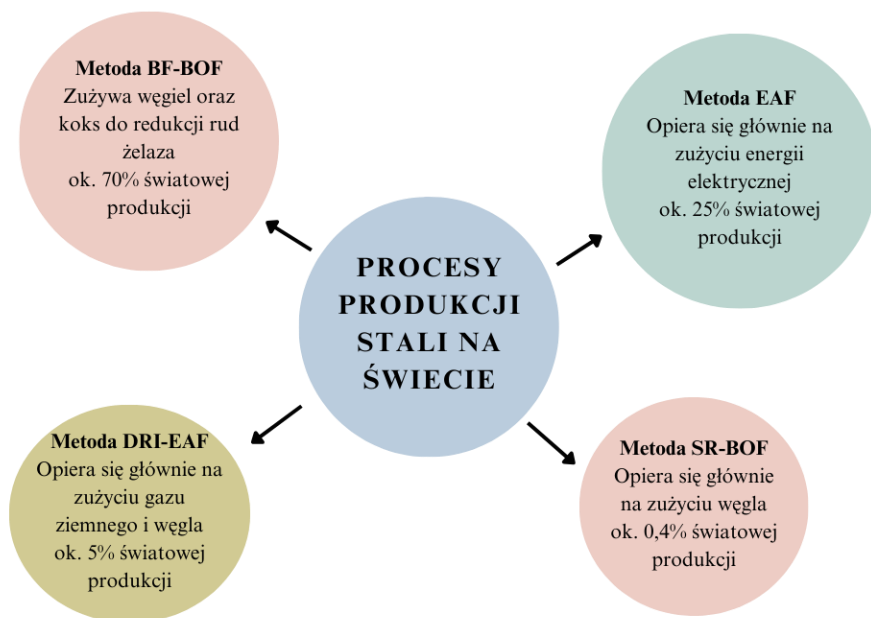 Metoda BF-BOF
Zużywa węgiel oraz
koks do redukcji rud
żelaza
ok. 70% światowej
produkcji
Metoda EAF
Opiera się głównie na
zużyciu energii
elektrycznej
ok. 25% światowej
produkcji
PROCESY
PRODUKCJI
STALI NA
ŚWIECIE
Metoda DRI-EAF
Opiera się głównie na
zużyciu gazu
ziemnego i węgla
ok. 5% światowej
produkcji
Metoda SR-BOF
Opiera się głównie
na zużyciu węgla
ok. 0,4% światowej
produkcji